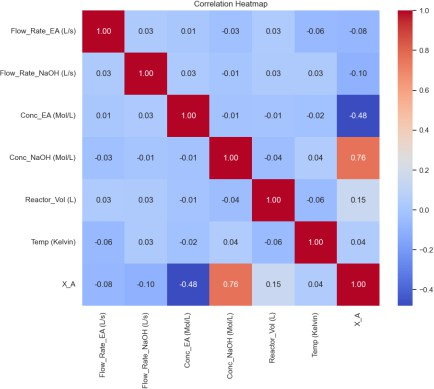 Correlation Heatmap
Flow_Rate_EA (L/s) 1.00 0.03 0.01 -0.03 0.03 -0.06 -0.08
Flow_Rate_NaOH (L/s) 0.03 1.00 0.03 -0.01 0.03 0.03 -0.10
Conc_EA (Mol/L) 0.01 0.03 1.00 -0.01 -0.01 -0.02 -0.48
Conc_NaOH (Mol/L) -0.03 -0.01 -0.01 1.00 -0.04 0.04 0.76
Reactor_Vol (L) 0.03 0.03 -0.01 -0.04 1.00 -0.06 0.15
Temp (Kelvin) -0.06 0.03 -0.02 0.04 -0.06 1.00 0.04
X_A -0.08 -0.10 -0.48 0.76 0.15 0.04 1.00
Flow_Rate_EA (L/s)
Flow_Rate_NaOH (L/s)
Conc_EA (Mol/L)
Conc_NaOH (Mol/L)
Reactor_Vol (L)
Temp (Kelvin)
X_A
1.0
0.8
0.6
0.4
0.2
0.0
-0.2
-0.4